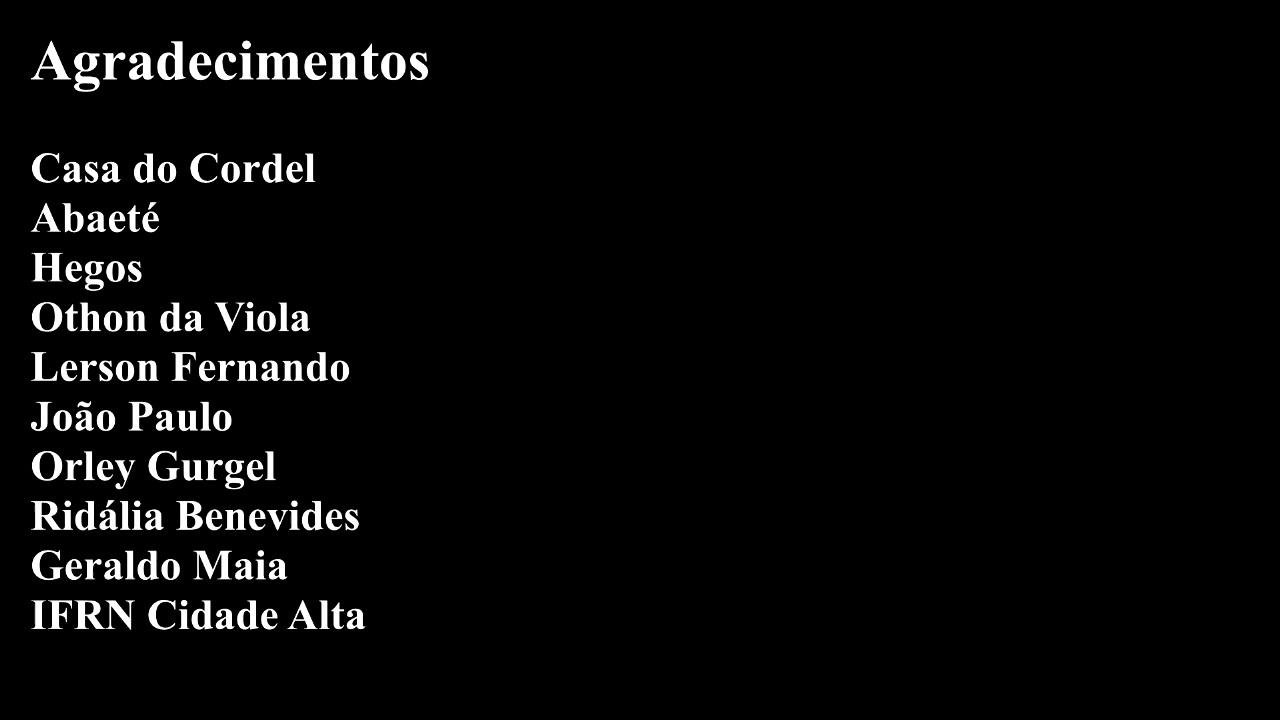 Agradecimentos
Casa do Cordel
Abaeté
Hegos
Othon da Viola
Lerson Fernando
João Paulo
Orley Gurgel
Ridália Benevides
Geraldo Maia
IFRN Cidade Alta